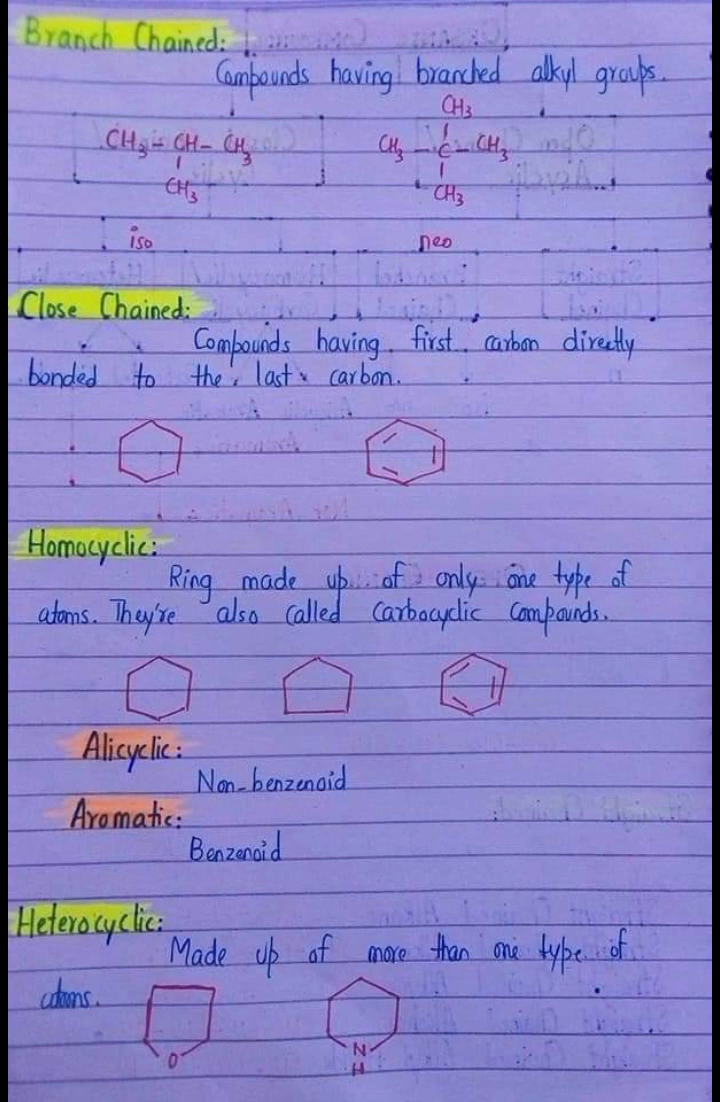 Branch Chained:
Compounds having branched alkyl groups.
CH3
CH3 - CH - CH3
CH3 - C - CH3
CH3
CH3
iso
neo
Close Chained:
Compounds having first carbon directly
bonded to the last carbon.
Homocyclic:
Ring made up of only one type of
atoms. They're also called Carbocyclic Compounds.
Alicyclic:
Non-benzenoid
Aromatic:
Benzenoid
Heterocyclic:
Made up of more than one type of
atoms.
O
N
H